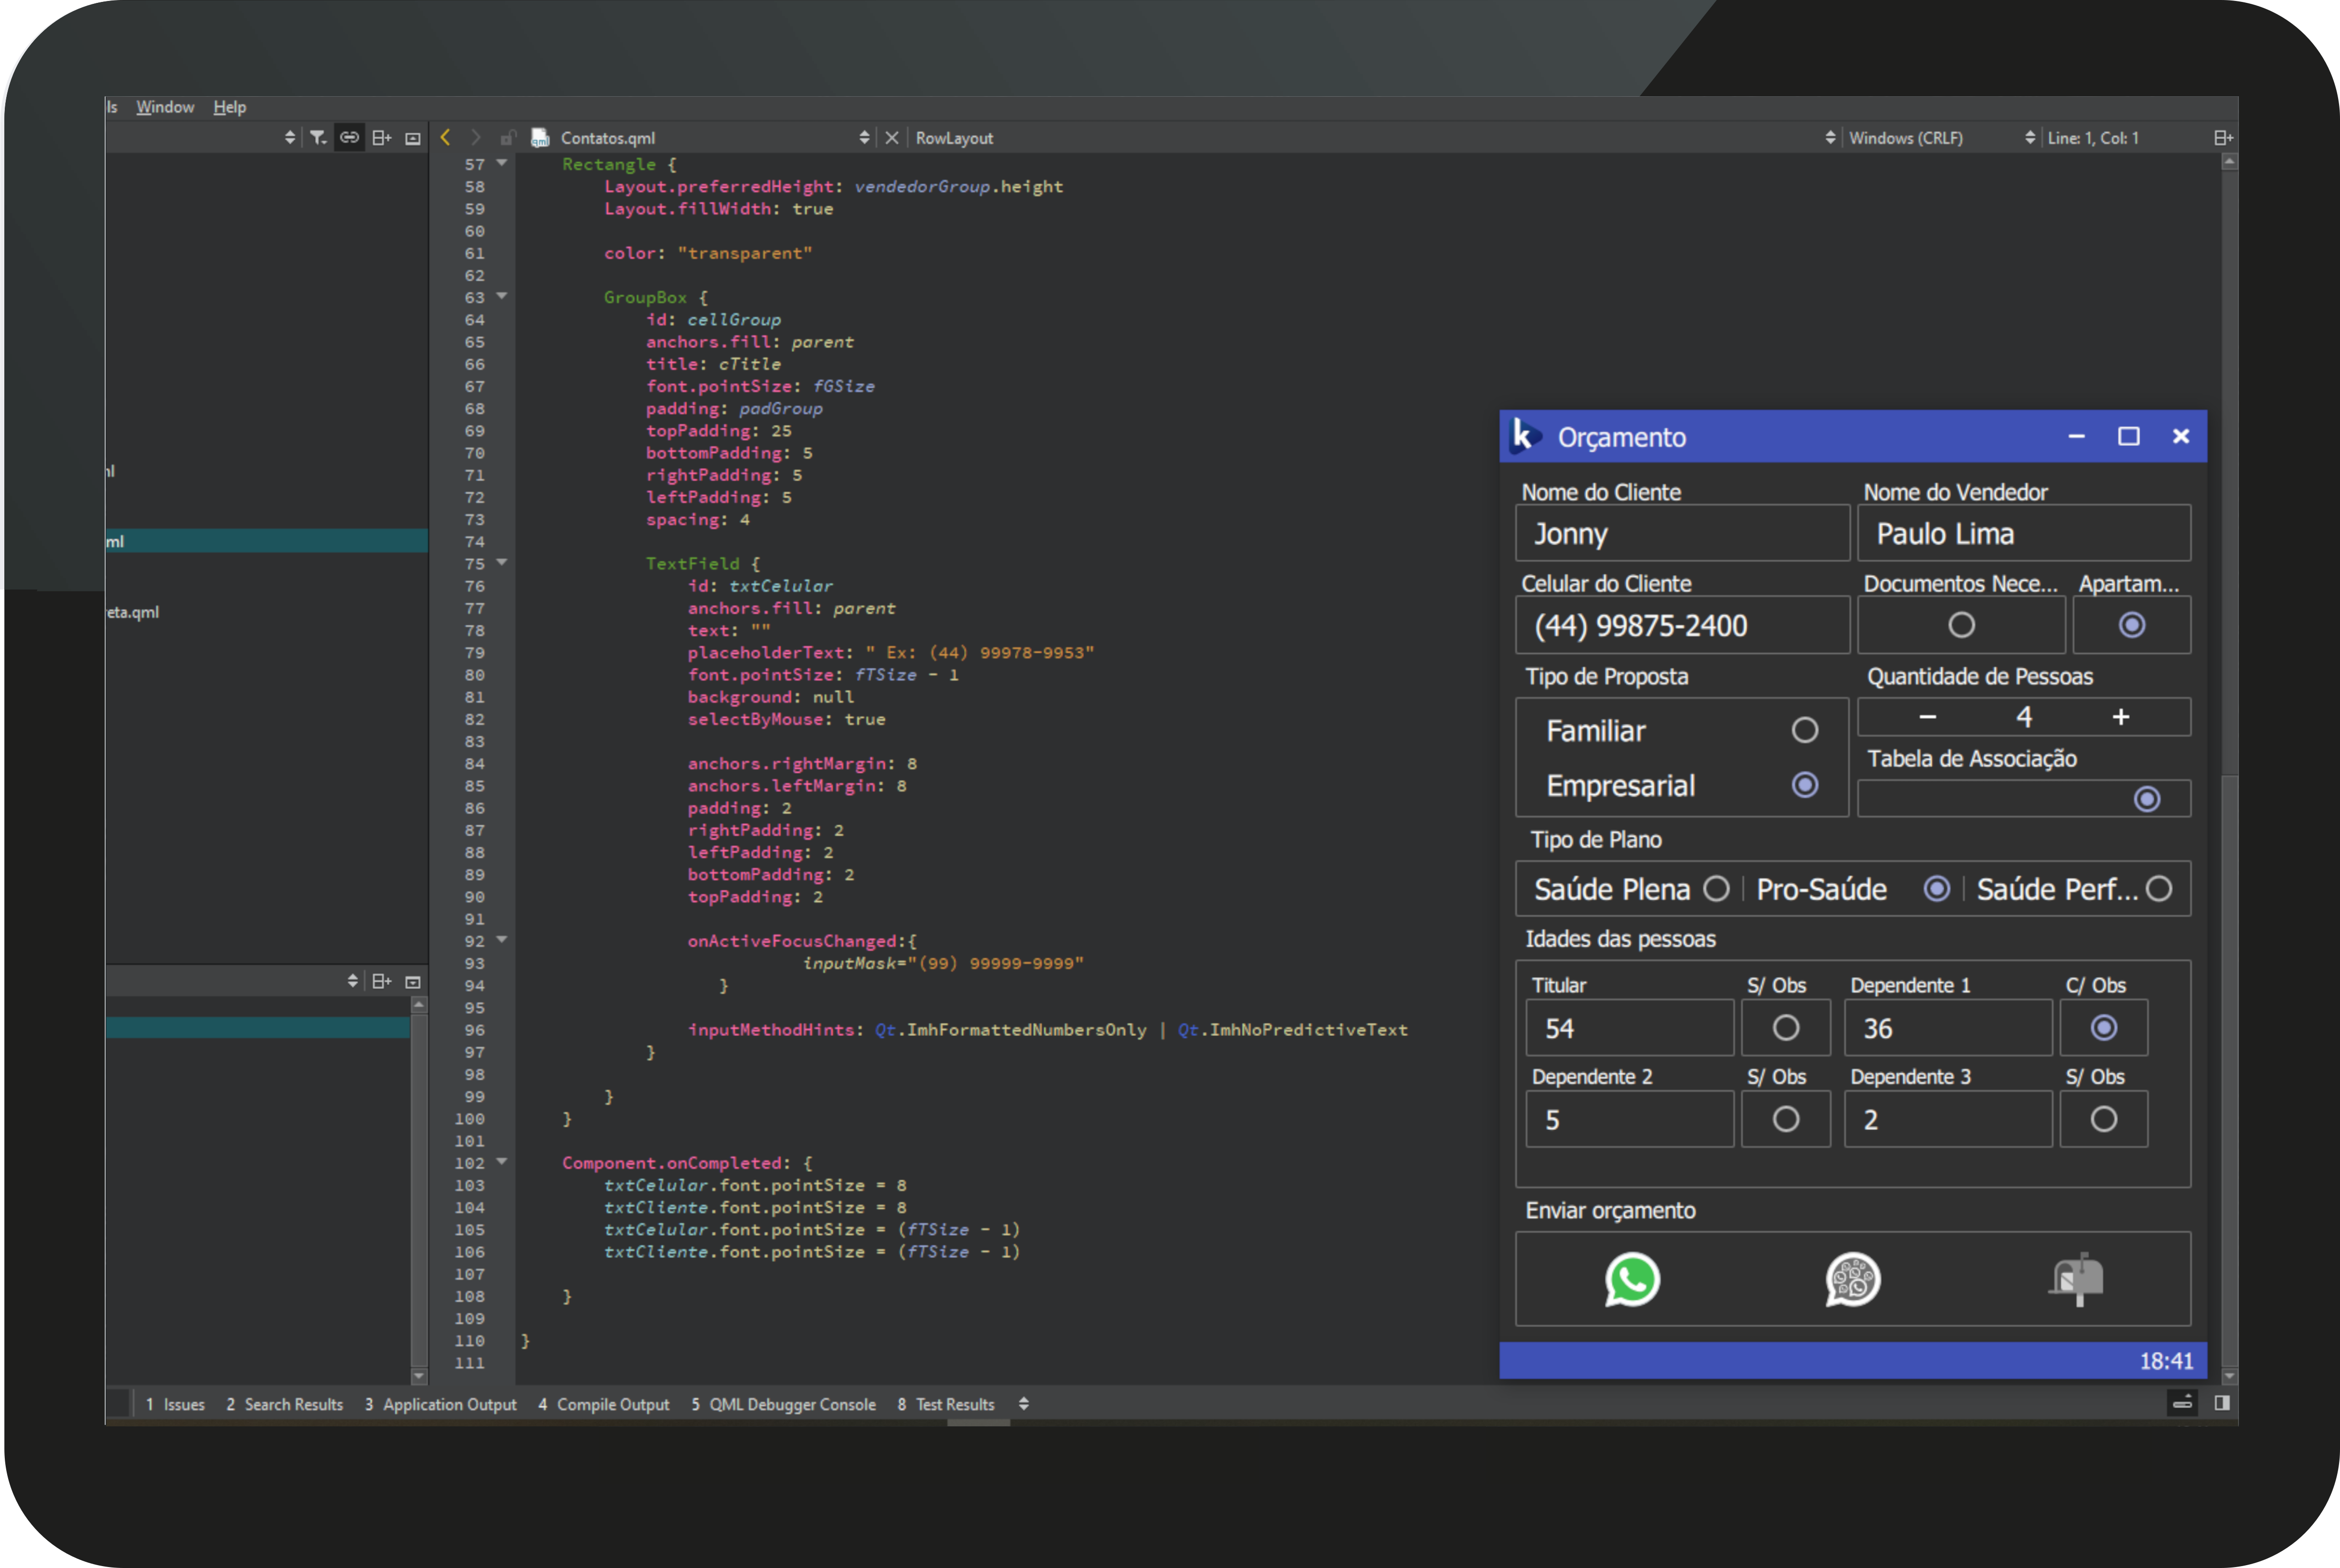 ls Window Help
Contatos.qml RowLayout Windows (CRLF) Line: 1, Col: 1
ml
eta.qml
57 Rectangle {
58 Layout.preferredHeight: vendedorGroup.height
59 Layout.fillWidth: true
60
61 color: "transparent"
62
63 GroupBox {
64 id: cellGroup
65 anchors.fill: parent
66 title: cTitle
67 font.pointSize: fGSize
68 padding: padGroup
69 topPadding: 25
70 bottomPadding: 5
71 rightPadding: 5
72 leftPadding: 5
73 spacing: 4
74
75 TextField {
76 id: txtCelular
77 anchors.fill: parent
78 text: ""
79 placeholderText: " Ex: (44) 99978-9953"
80 font.pointSize: fTSize - 1
81 background: null
82 selectByMouse: true
83
84 anchors.rightMargin: 8
85 anchors.leftMargin: 8
86 padding: 2
87 rightPadding: 2
88 leftPadding: 2
89 bottomPadding: 2
90 topPadding: 2
91
92 onActiveFocusChanged:{
93 inputMask="(99) 99999-9999"
94 }
95
96 inputMethodHints: Qt.ImhFormattedNumbersOnly | Qt.ImhNoPredictiveText
97 }
98
99 }
100 }
101
102 Component.onCompleted: {
103 txtCelular.font.pointSize = 8
104 txtCliente.font.pointSize = 8
105 txtCelular.font.pointSize = (fTSize - 1)
106 txtCliente.font.pointSize = (fTSize - 1)
107
108 }
109
110 }
111
k Orçamento
Nome do Cliente Nome do Vendedor
Jonny Paulo Lima
Celular do Cliente Documentos Nece... Apartam...
(44) 99875-2400
Tipo de Proposta Quantidade de Pessoas
Familiar − 4 +
Tabela de Associação
Empresarial
Tipo de Plano
Saúde Plena Pro-Saúde Saúde Perf...
Idades das pessoas
Titular S/ Obs Dependente 1 C/ Obs
54 36
Dependente 2 S/ Obs Dependente 3 S/ Obs
5 2
Enviar orçamento
18:41
1 Issues 2 Search Results 3 Application Output 4 Compile Output 5 QML Debugger Console 8 Test Results